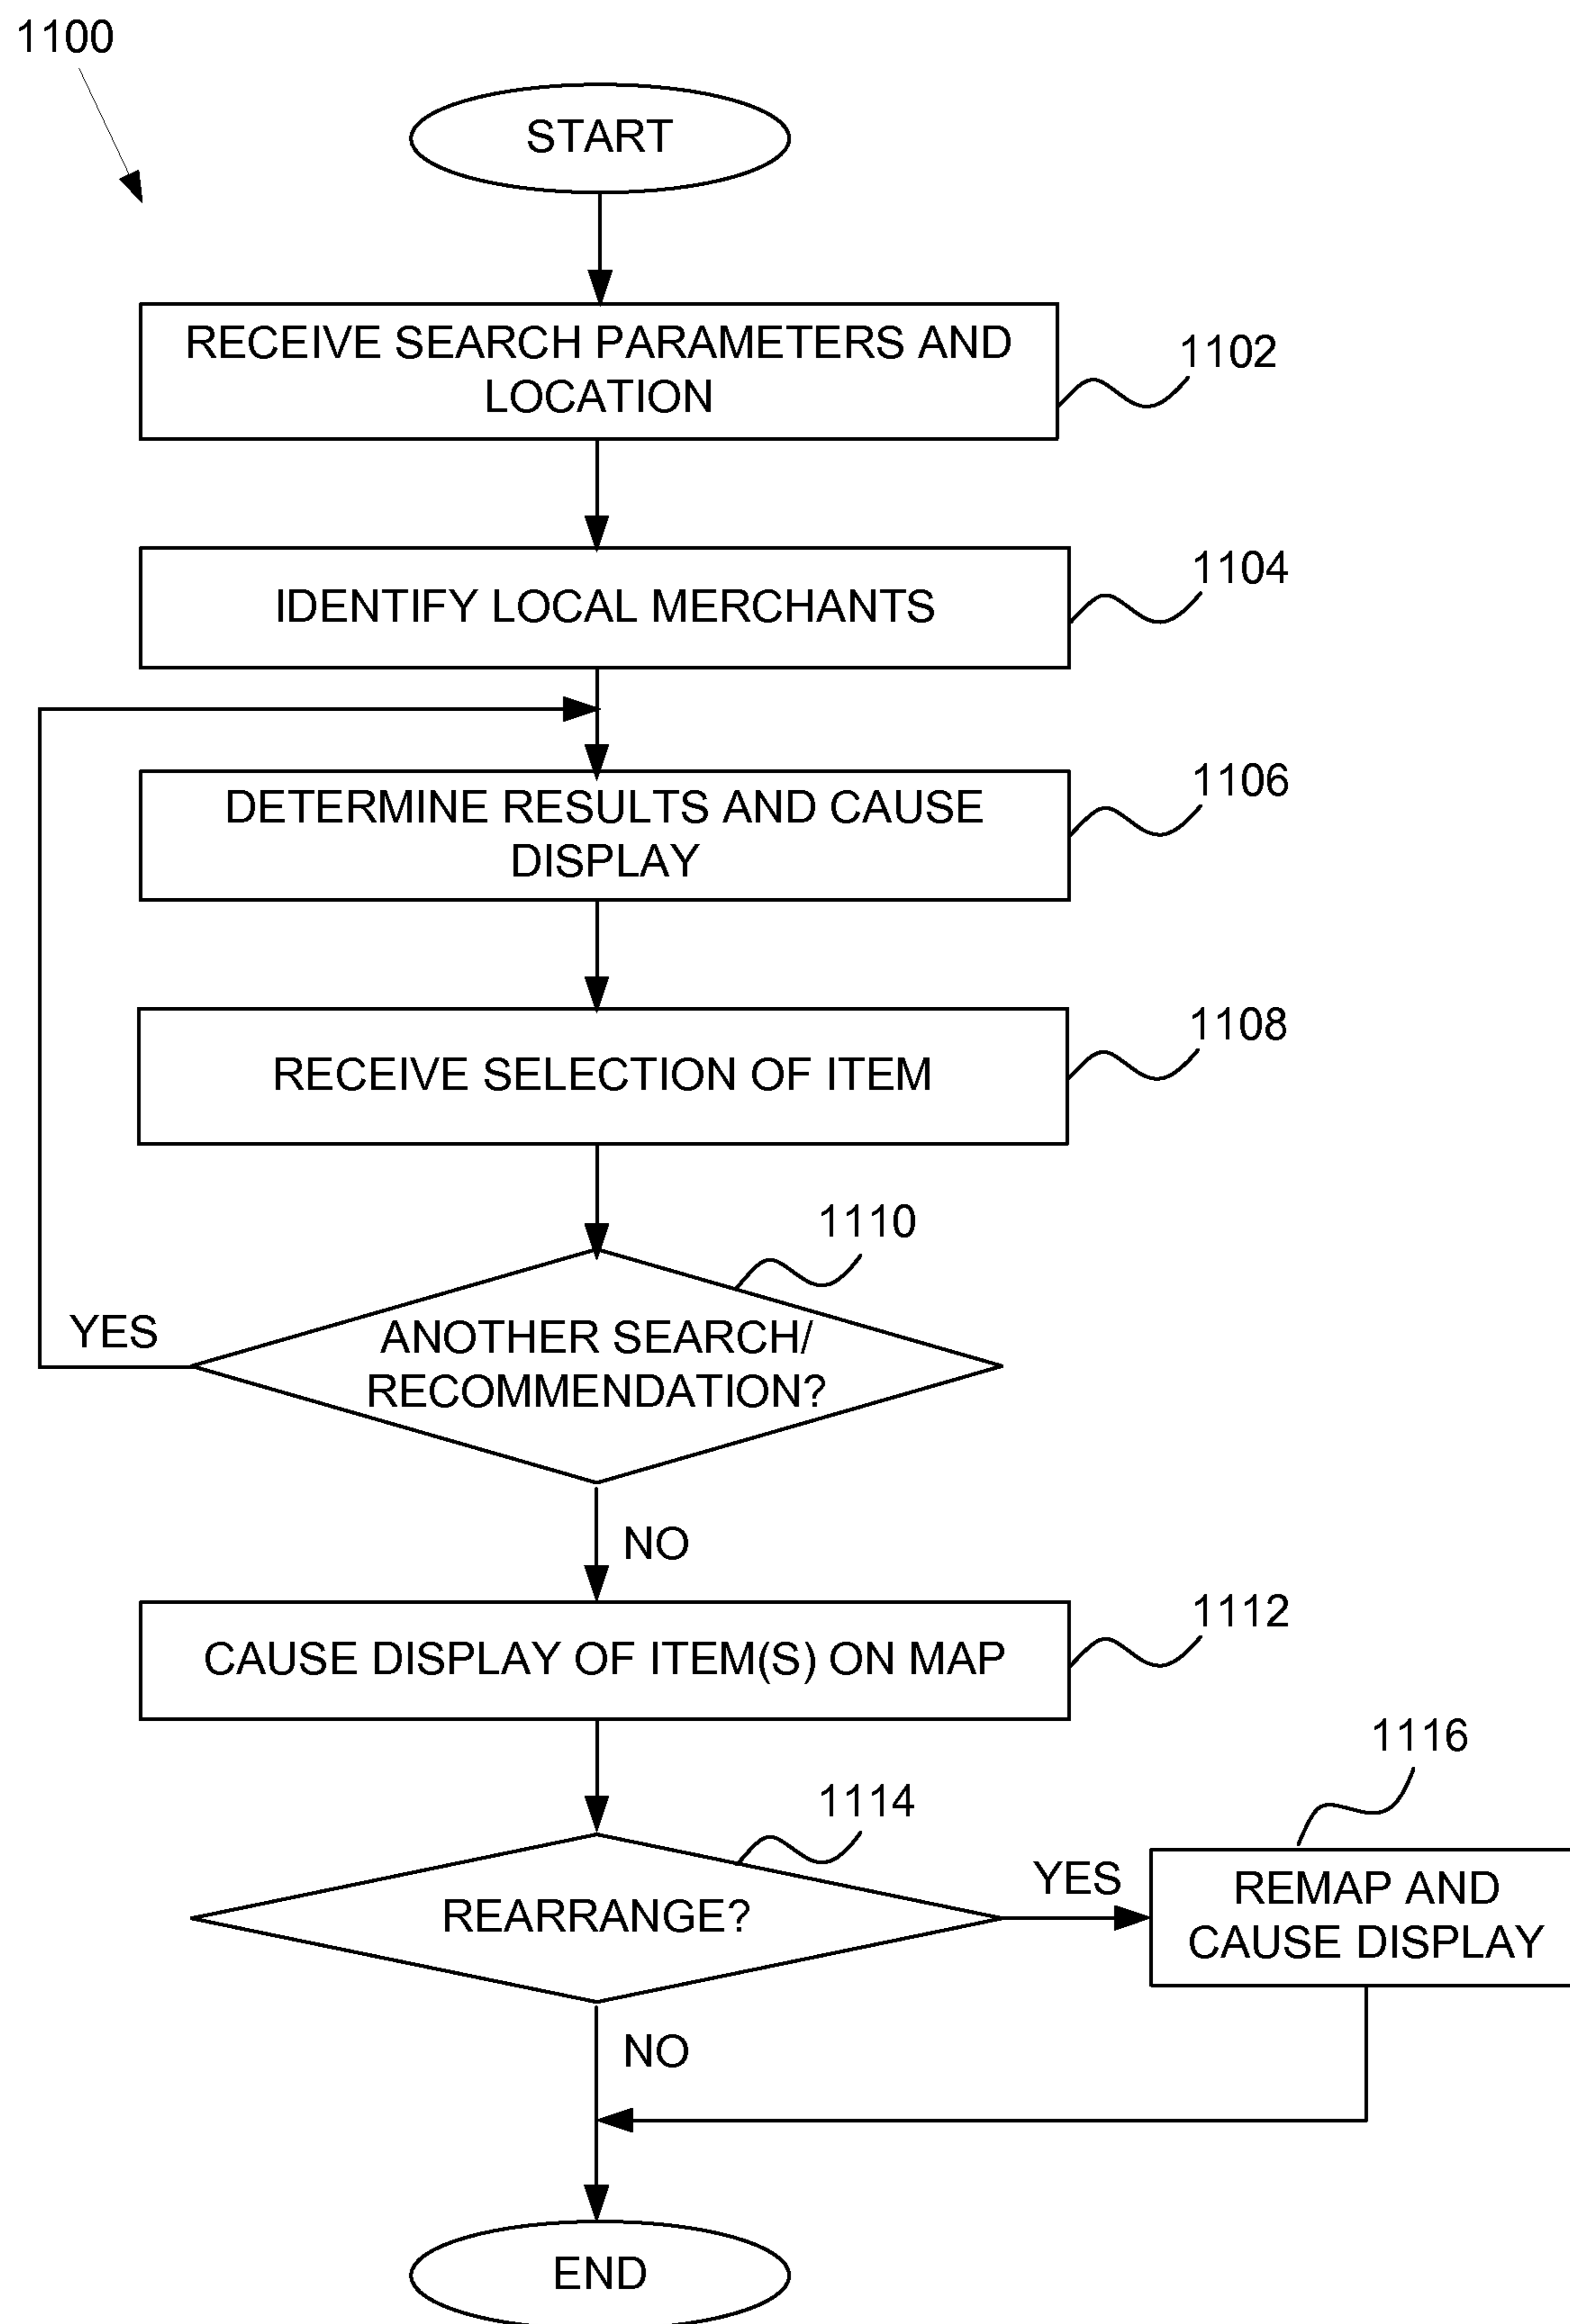 1100
START
RECEIVE SEARCH PARAMETERS AND
LOCATION
1102
IDENTIFY LOCAL MERCHANTS
1104
DETERMINE RESULTS AND CAUSE
DISPLAY
1106
RECEIVE SELECTION OF ITEM
1108
1110
YES
ANOTHER SEARCH/
RECOMMENDATION?
NO
CAUSE DISPLAY OF ITEM(S) ON MAP
1112
1114
REARRANGE?
YES
1116
REMAP AND
CAUSE DISPLAY
NO
END